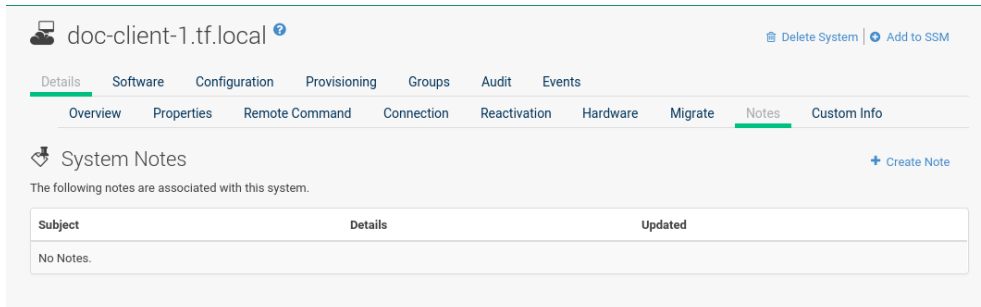 doc-client-1.tf.local ?
Delete System | Add to SSM
Details Software Configuration Provisioning Groups Audit Events
Overview Properties Remote Command Connection Reactivation Hardware Migrate Notes Custom Info
System Notes
+ Create Note
The following notes are associated with this system.
Subject Details Updated
No Notes.